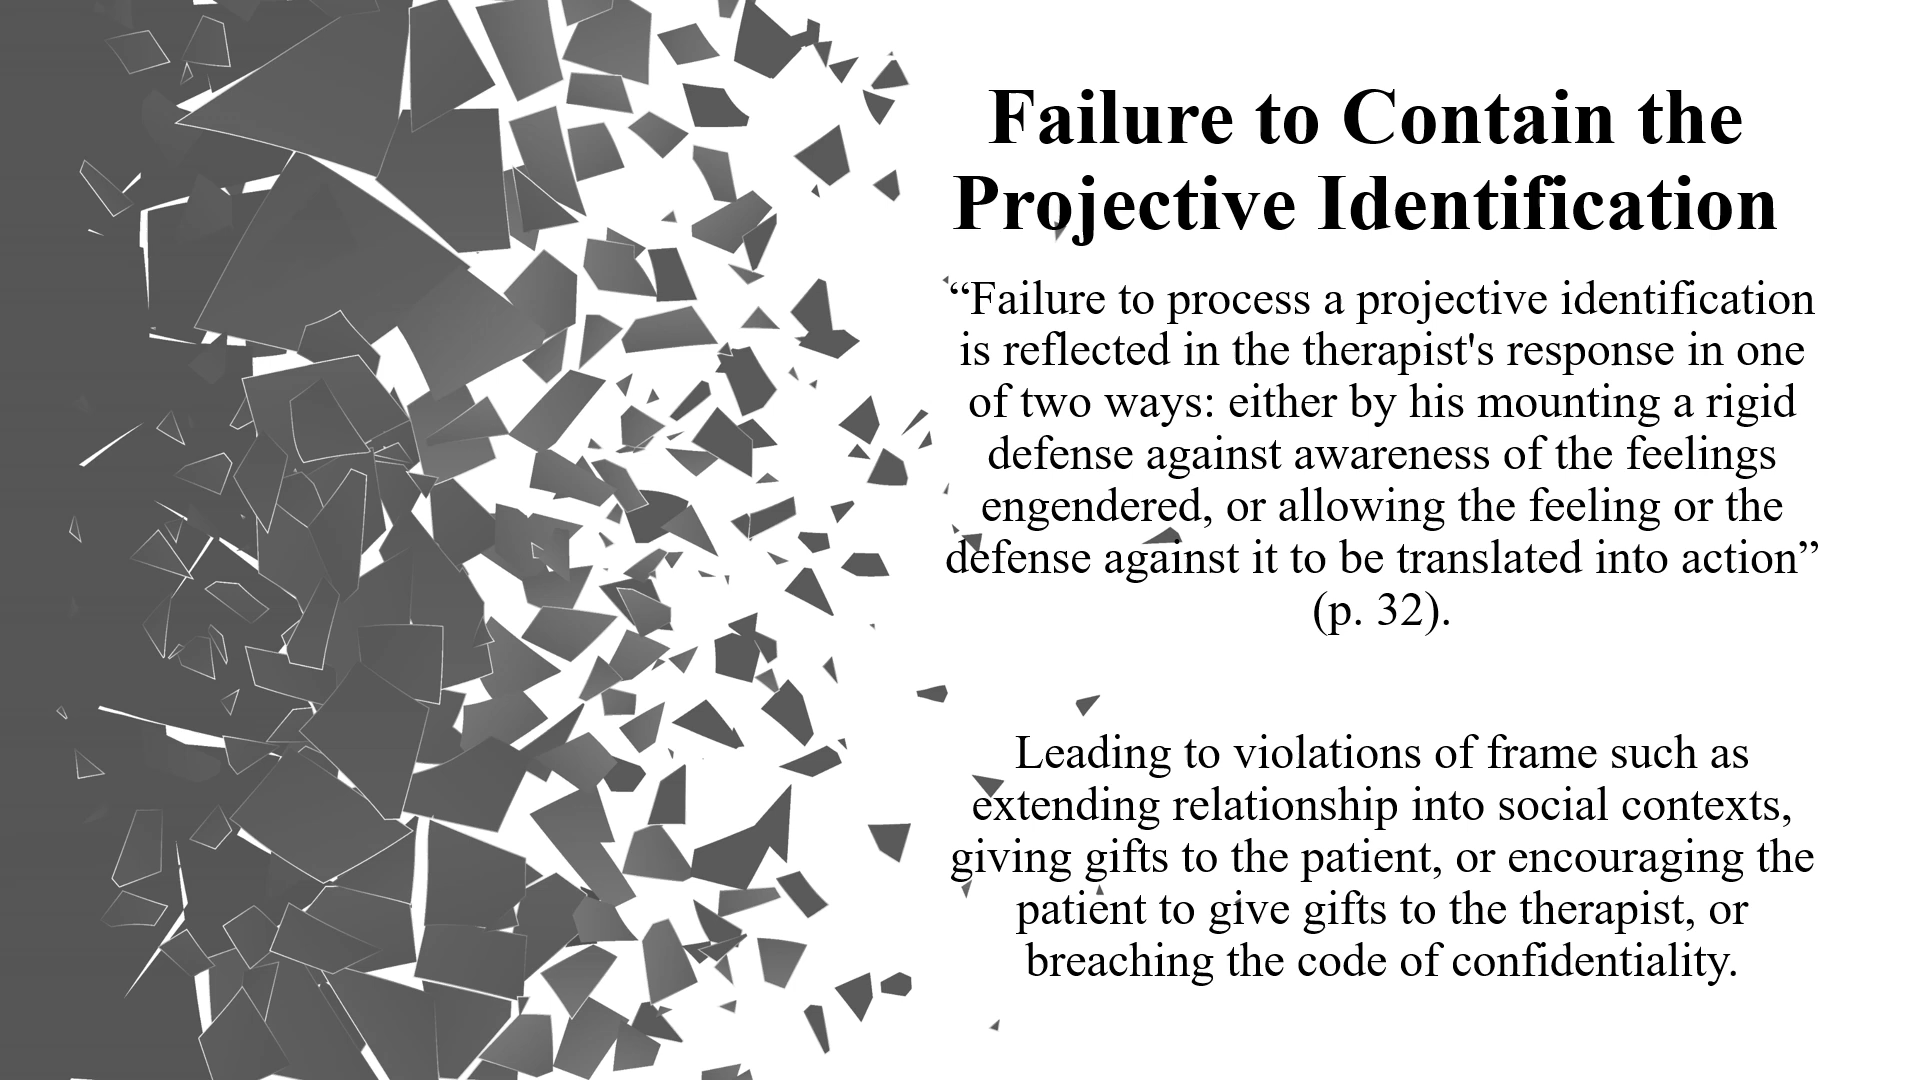 Failure to Contain the
Projective Identification
“Failure to process a projective identification
is reflected in the therapist's response in one
of two ways: either by his mounting a rigid
defense against awareness of the feelings
engendered, or allowing the feeling or the
defense against it to be translated into action”
(p. 32).
Leading to violations of frame such as
extending relationship into social contexts,
giving gifts to the patient, or encouraging the
patient to give gifts to the therapist, or
breaching the code of confidentiality.